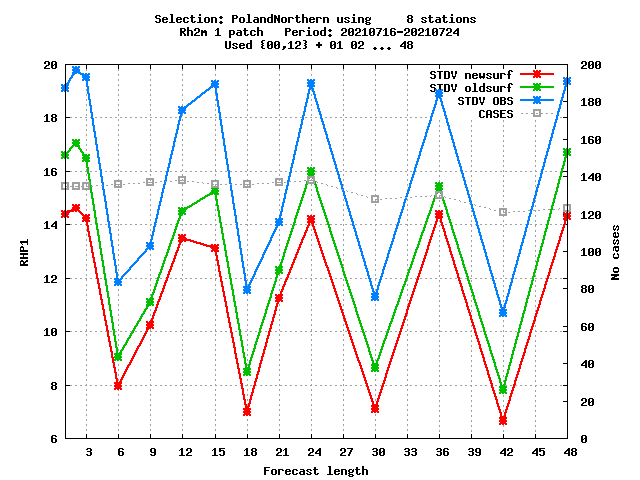 Selection: PolandNorthern using     8 stations
Rh2m 1 patch   Period: 20210716-20210724
Used {00,12} + 01 02 ... 48
STDV newsurf
STDV oldsurf
STDV OBS
CASES
RHP1
20
18
16
14
12
10
8
6
No cases
200
180
160
140
120
100
80
60
40
20
0
3 6 9 12 15 18 21 24 27 30 33 36 39 42 45 48
Forecast length